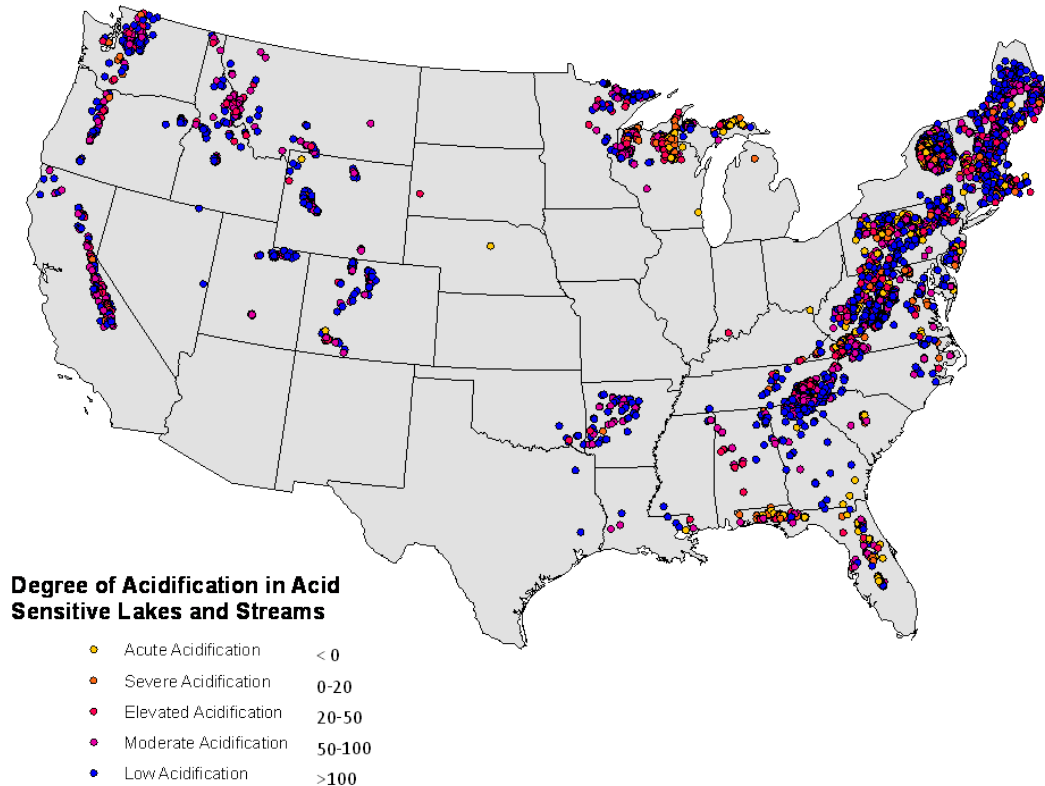 Degree of Acidification in Acid
Sensitive Lakes and Streams
Acute Acidification < 0
Severe Acidification 0-20
Elevated Acidification 20-50
Moderate Acidification 50-100
Low Acidification >100